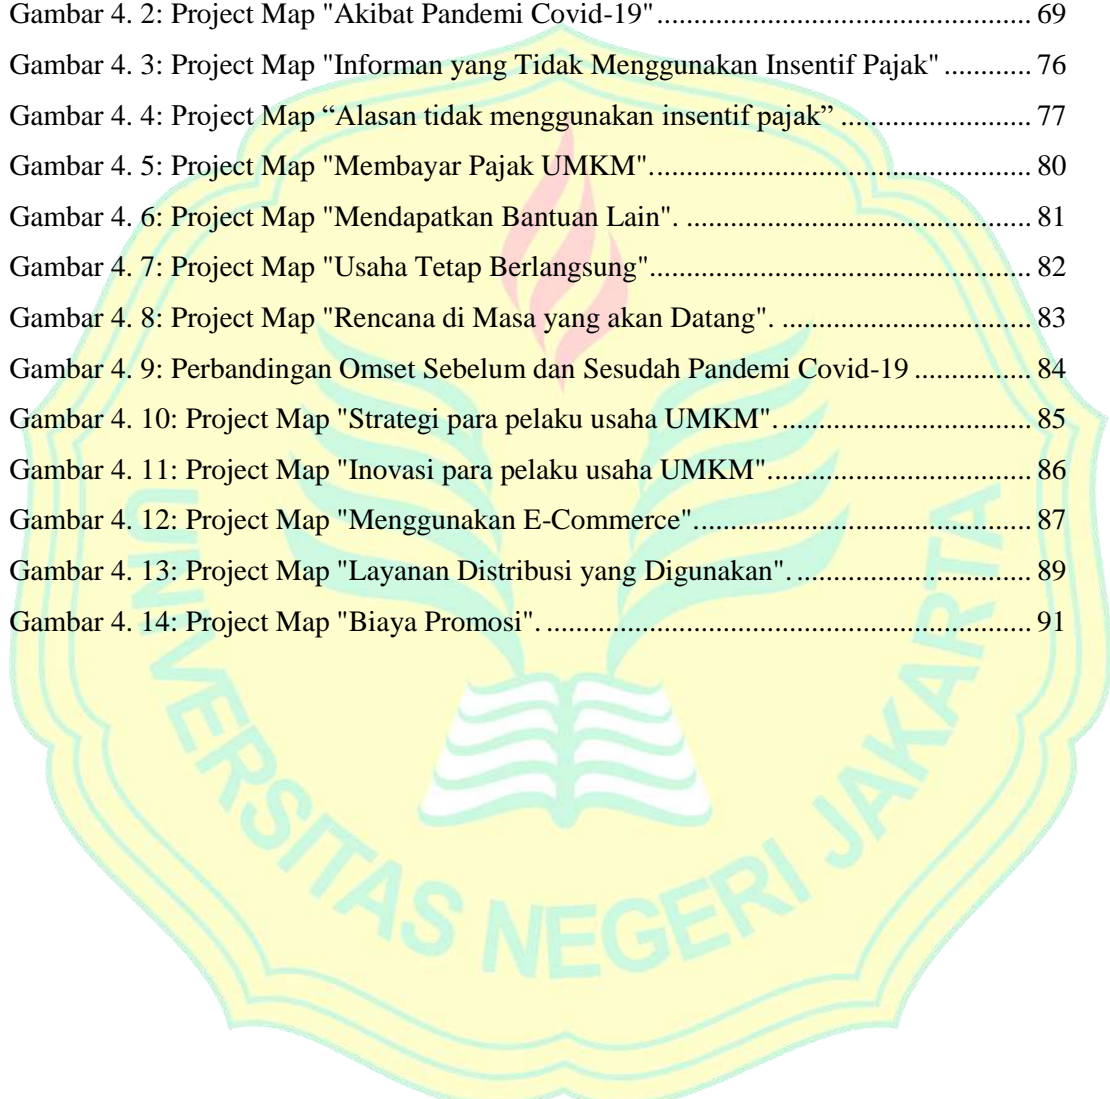 Gambar 4. 2: Project Map "Akibat Pandemi Covid-19"................................................. 69
Gambar 4. 3: Project Map "Informan yang Tidak Menggunakan Insentif Pajak"............ 76
Gambar 4. 4: Project Map “Alasan tidak menggunakan insentif pajak” ......................... 77
Gambar 4. 5: Project Map "Membayar Pajak UMKM".................................................. 80
Gambar 4. 6: Project Map "Mendapatkan Bantuan Lain". ............................................. 81
Gambar 4. 7: Project Map "Usaha Tetap Berlangsung".................................................. 82
Gambar 4. 8: Project Map "Rencana di Masa yang akan Datang". ................................. 83
Gambar 4. 9: Perbandingan Omset Sebelum dan Sesudah Pandemi Covid-19 ............... 84
Gambar 4. 10: Project Map "Strategi para pelaku usaha UMKM".................................. 85
Gambar 4. 11: Project Map "Inovasi para pelaku usaha UMKM"................................... 86
Gambar 4. 12: Project Map "Menggunakan E-Commerce"............................................. 87
Gambar 4. 13: Project Map "Layanan Distribusi yang Digunakan"................................ 89
Gambar 4. 14: Project Map "Biaya Promosi". ................................................................ 91
UNIVERSITAS NEGERI JAKARTA